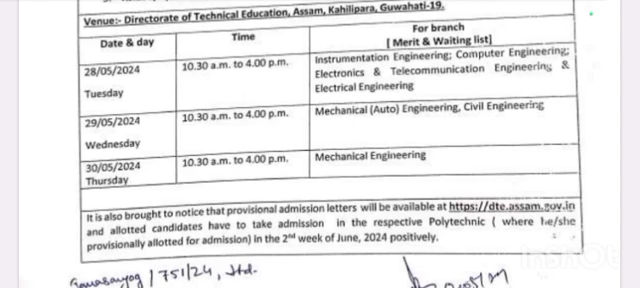 Venue:- Directorate of Technical Education, Assam, Kahilipara, Guwahati-19.
Date & day
Time
For branch
[ Merit & Waiting list]
28/05/2024
Tuesday
10.30 a.m. to 4.00 p.m.
Instrumentation Engineering; Computer Engineering;
Electronics & Telecommunication Engineering &
Electrical Engineering
29/05/2024
Wednesday
10.30 a.m. to 4.00 p.m.
Mechanical (Auto) Engineering, Civil Engineering
30/05/2024
Thursday
10.30 a.m. to 4.00 p.m.
Mechanical Engineering
It is also brought to notice that provisional admission letters will be available at https://dte.assam.gov.in
and allotted candidates have to take admission in the respective Polytechnic ( where he/she
provisionally allotted for admission) in the 2nd week of June, 2024 positively.
/ 751/24,